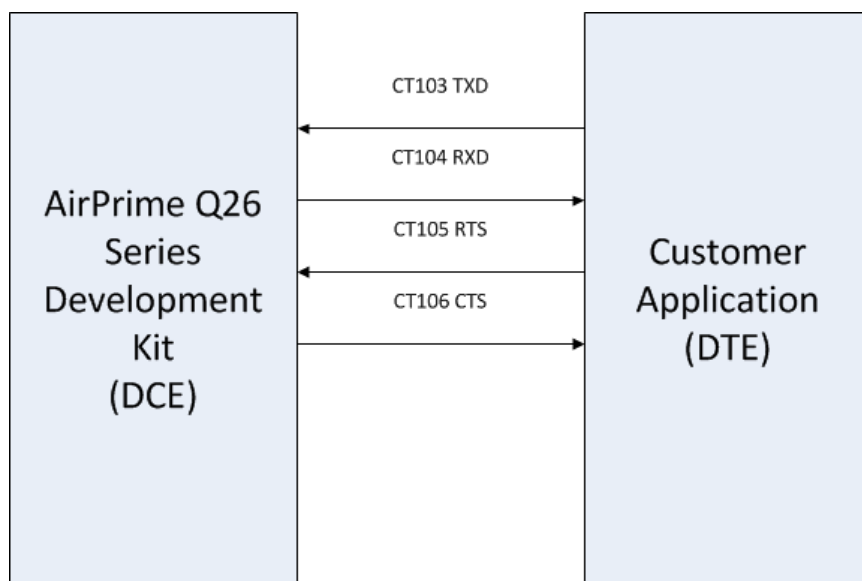 AirPrime Q26
Series
Development
Kit
(DCE)
CT103 TXD
CT104 RXD
CT105 RTS
CT106 CTS
Customer
Application
(DTE)